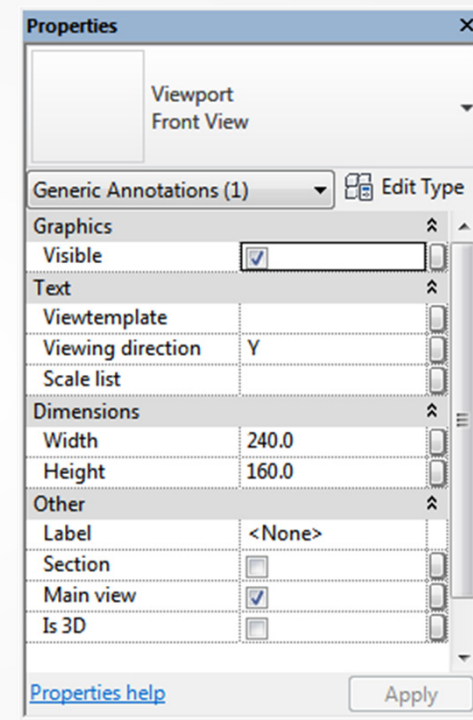 Properties
Viewport
Front View
Generic Annotations (1) Edit Type
Graphics
Visible
Text
Viewtemplate
Viewing direction Y
Scale list
Dimensions
Width 240.0
Height 160.0
Other
Label <None>
Section
Main view
Is 3D
Properties help Apply